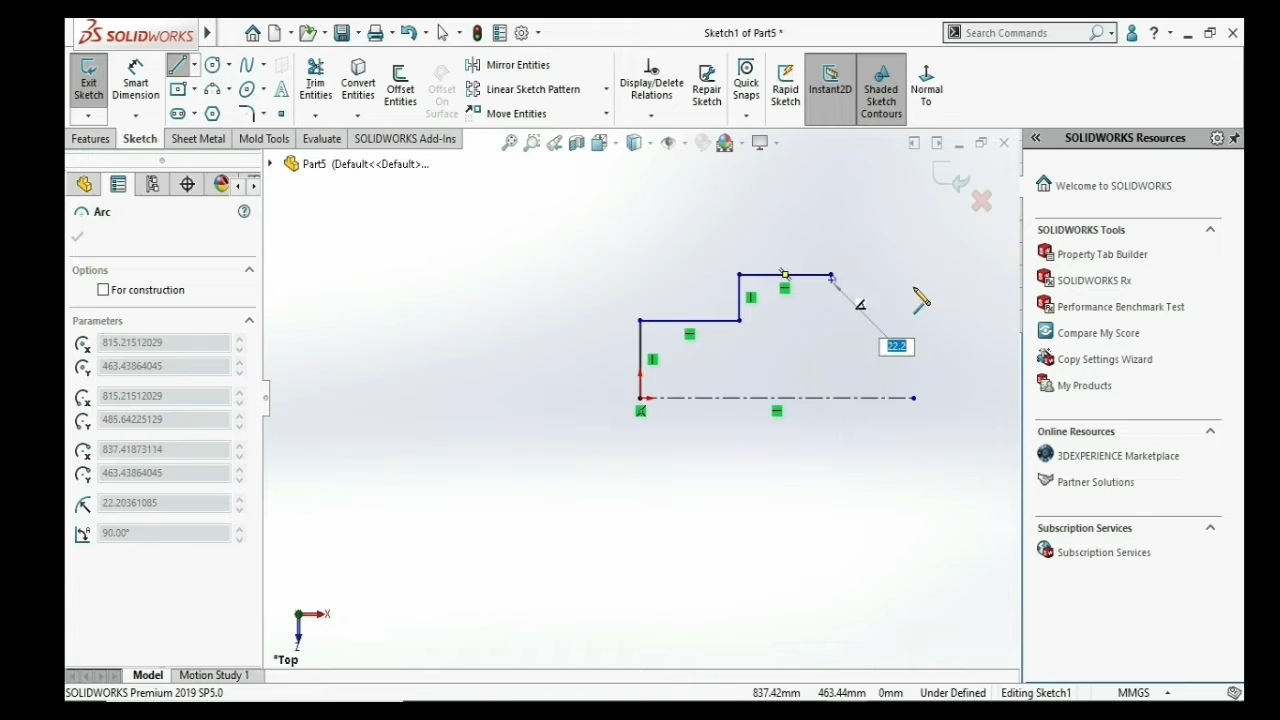 SOLIDWORKS
Sketch1 of Part5 *
Search Commands
?
Exit Sketch
Smart Dimension
Trim Entities
Convert Entities
Offset Entities
Offset On Surface
Mirror Entities
Linear Sketch Pattern
Move Entities
Display/Delete Relations
Repair Sketch
Quick Snaps
Rapid Sketch
Instant2D
Shaded Sketch Contours
Normal To
Features
Sketch
Sheet Metal
Mold Tools
Evaluate
SOLIDWORKS Add-Ins
Part5 (Default<<Default>...
Arc
?
Options
For construction
Parameters
815.21512029
463.43864045
815.21512029
485.64225129
837.41873114
463.43864045
22.20361085
90.00°
22.2
X
Z
*Top
SOLIDWORKS Resources
Welcome to SOLIDWORKS
SOLIDWORKS Tools
Property Tab Builder
SOLIDWORKS Rx
Performance Benchmark Test
Compare My Score
Copy Settings Wizard
My Products
Online Resources
3DEXPERIENCE Marketplace
Partner Solutions
Subscription Services
Subscription Services
Model
Motion Study 1
SOLIDWORKS Premium 2019 SP5.0
837.42mm
463.44mm
0mm
Under Defined
Editing Sketch1
MMGS